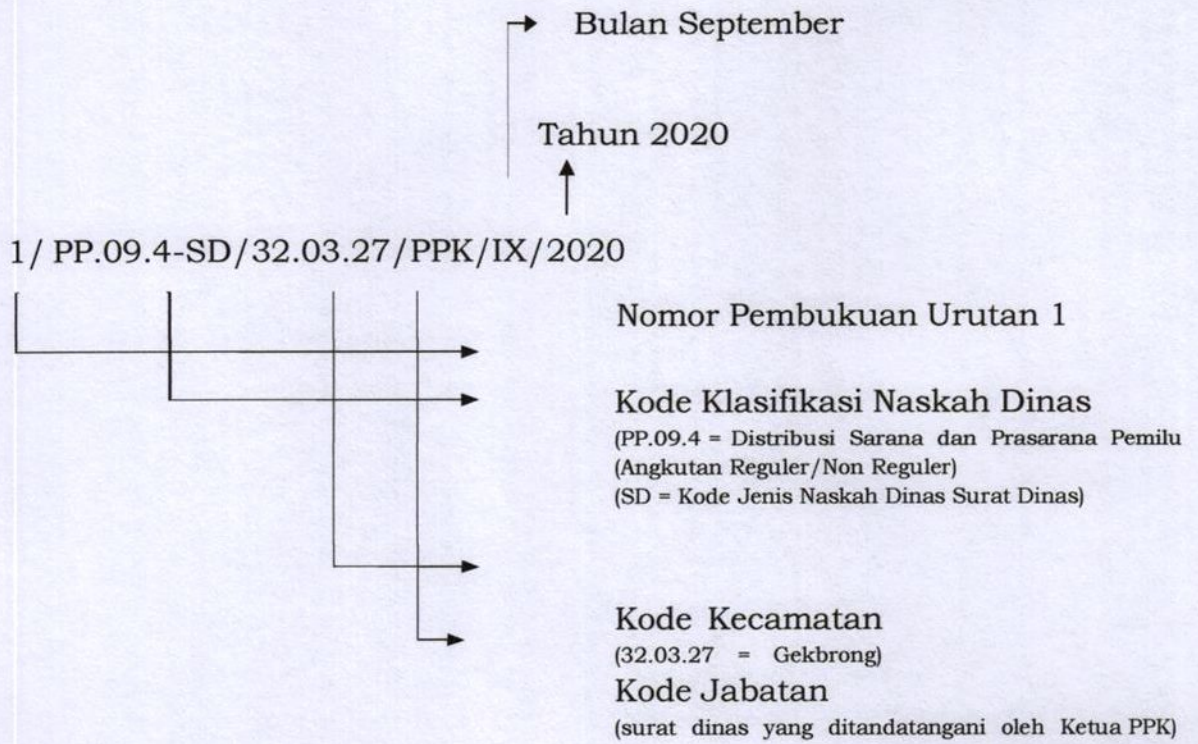 Bulan September
Tahun 2020
1/ PP.09.4-SD/32.03.27/PPK/IX/2020
Nomor Pembukuan Urutan 1
Kode Klasifikasi Naskah Dinas
(PP.09.4 = Distribusi Sarana dan Prasarana Pemilu
(Angkutan Reguler/Non Reguler)
(SD = Kode Jenis Naskah Dinas Surat Dinas)
Kode Kecamatan
(32.03.27 = Gekbrong)
Kode Jabatan
(surat dinas yang ditandatangani oleh Ketua PPK)